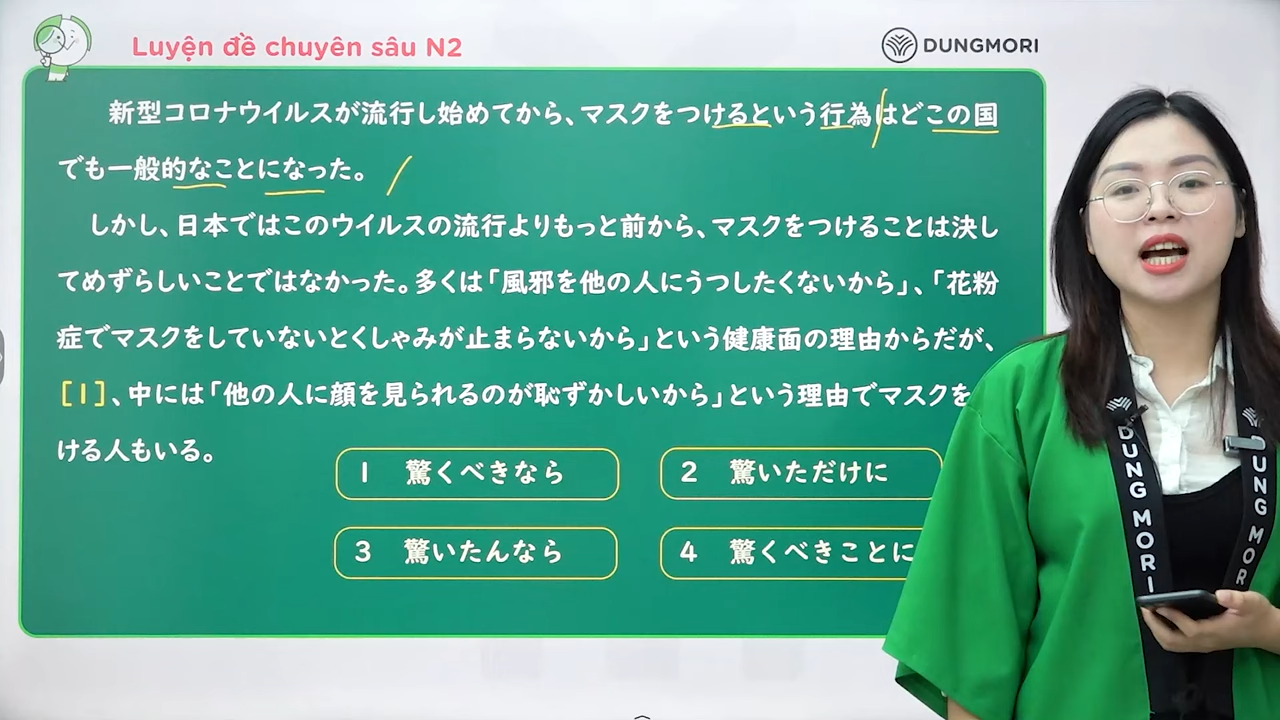 Luyện đề chuyên sâu N2
DUNGMORI
新型コロナウイルスが流行し始めてから、マスクをつけるという行為はどこの国
でも一般的なことになった。
しかし、日本ではこのウイルスの流行よりもっと前から、マスクをつけることは決し
てめずらしいことではなかった。多くは「風邪を他の人にうつしたくないから」、「花粉
症でマスクをしていないとくしゃみが止まらないから」という健康面の理由からだが、
[1]、中には「他の人に顔を見られるのが恥ずかしいから」という理由でマスクを
ける人もいる。
1 驚くべきなら
2 驚いただけに
3 驚いたんなら
4 驚くべきことに
DUNG MORI
DUNG MORI